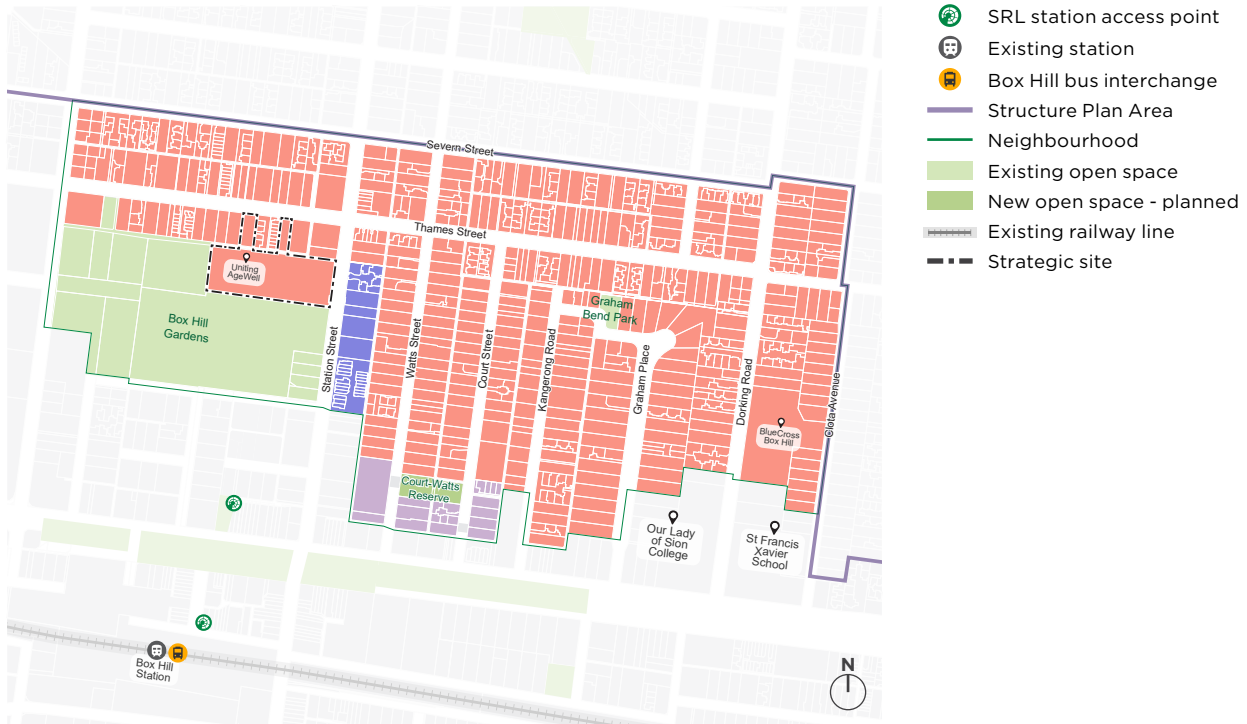 SRL station access point
Existing station
Box Hill bus interchange
Structure Plan Area
Neighbourhood
Existing open space
New open space - planned
Existing railway line
Strategic site
Severn Street
Thames Street
Uniting
AgeWell
Box Hill
Gardens
Station Street
Watts Street
Court Street
Kangerong Road
Graham
Bend Park
Graham Place
Dorking Road
Clota Avenue
BlueCross
Box Hill
Court-Watts
Reserve
Our Lady
of Sion
College
St Francis
Xavier
School
Box Hill
Station
N